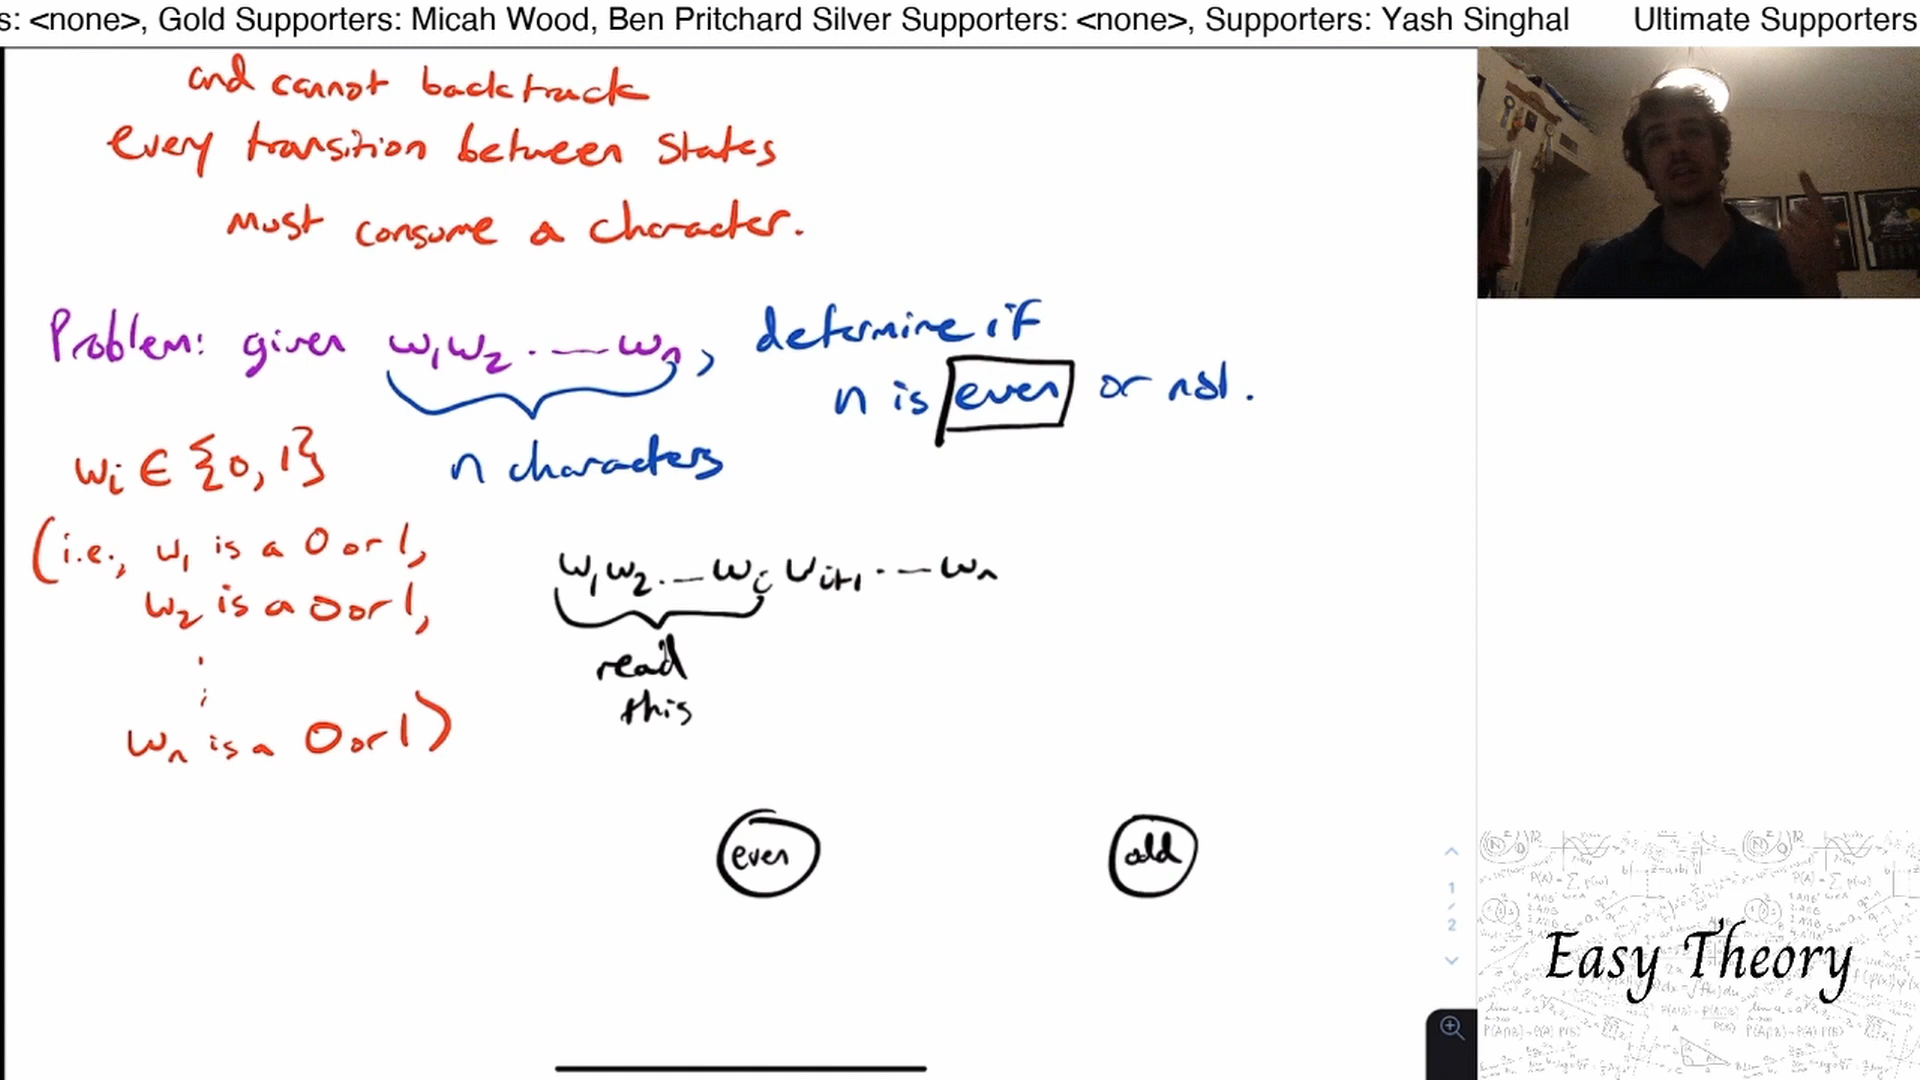 s: <none>, Gold Supporters: Micah Wood, Ben Pritchard Silver Supporters: <none>, Supporters: Yash Singhal Ultimate Supporters
and cannot backtrack
every transition between states
must consume a character.
Problem: given w₁w₂.—wₙ, determine if
n is even or not.
n characters
wᵢ ∈ {0,1}
(i.e., w₁ is a 0 or 1,
w₂ is a 0 or 1,
wₙ is a 0 or 1)
w₁w₂.—wᵢ wᵢ₊₁.—wₙ
read
this
even
odd
1
2
Easy Theory